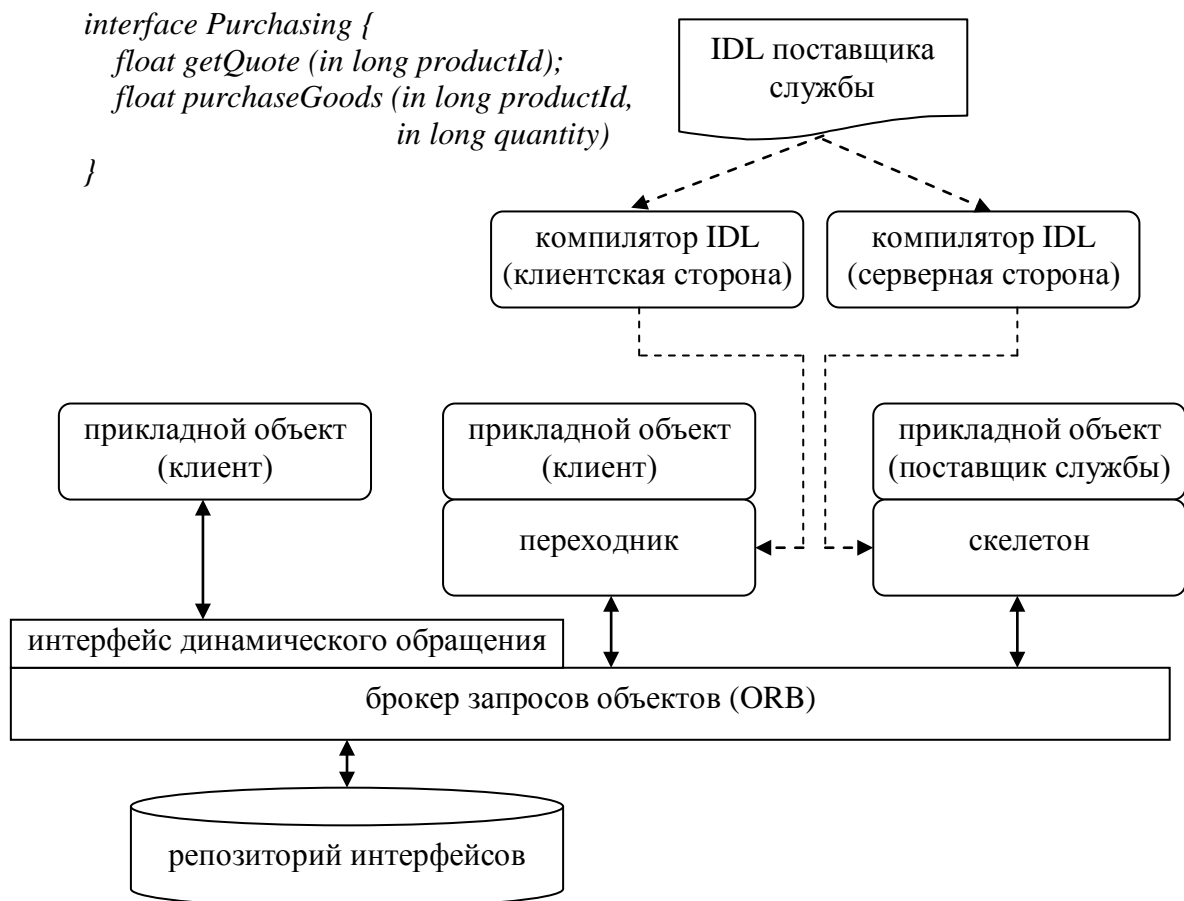 interface Purchasing {
float getQuote (in long productId);
float purchaseGoods (in long productId,
in long quantity)
}
IDL поставщика
службы
компилятор IDL
(клиентская сторона)
компилятор IDL
(серверная сторона)
прикладной объект
(клиент)
прикладной объект
(клиент)
прикладной объект
(поставщик службы)
переходник
скелетон
интерфейс динамического обращения
брокер запросов объектов (ORB)
репозиторий интерфейсов